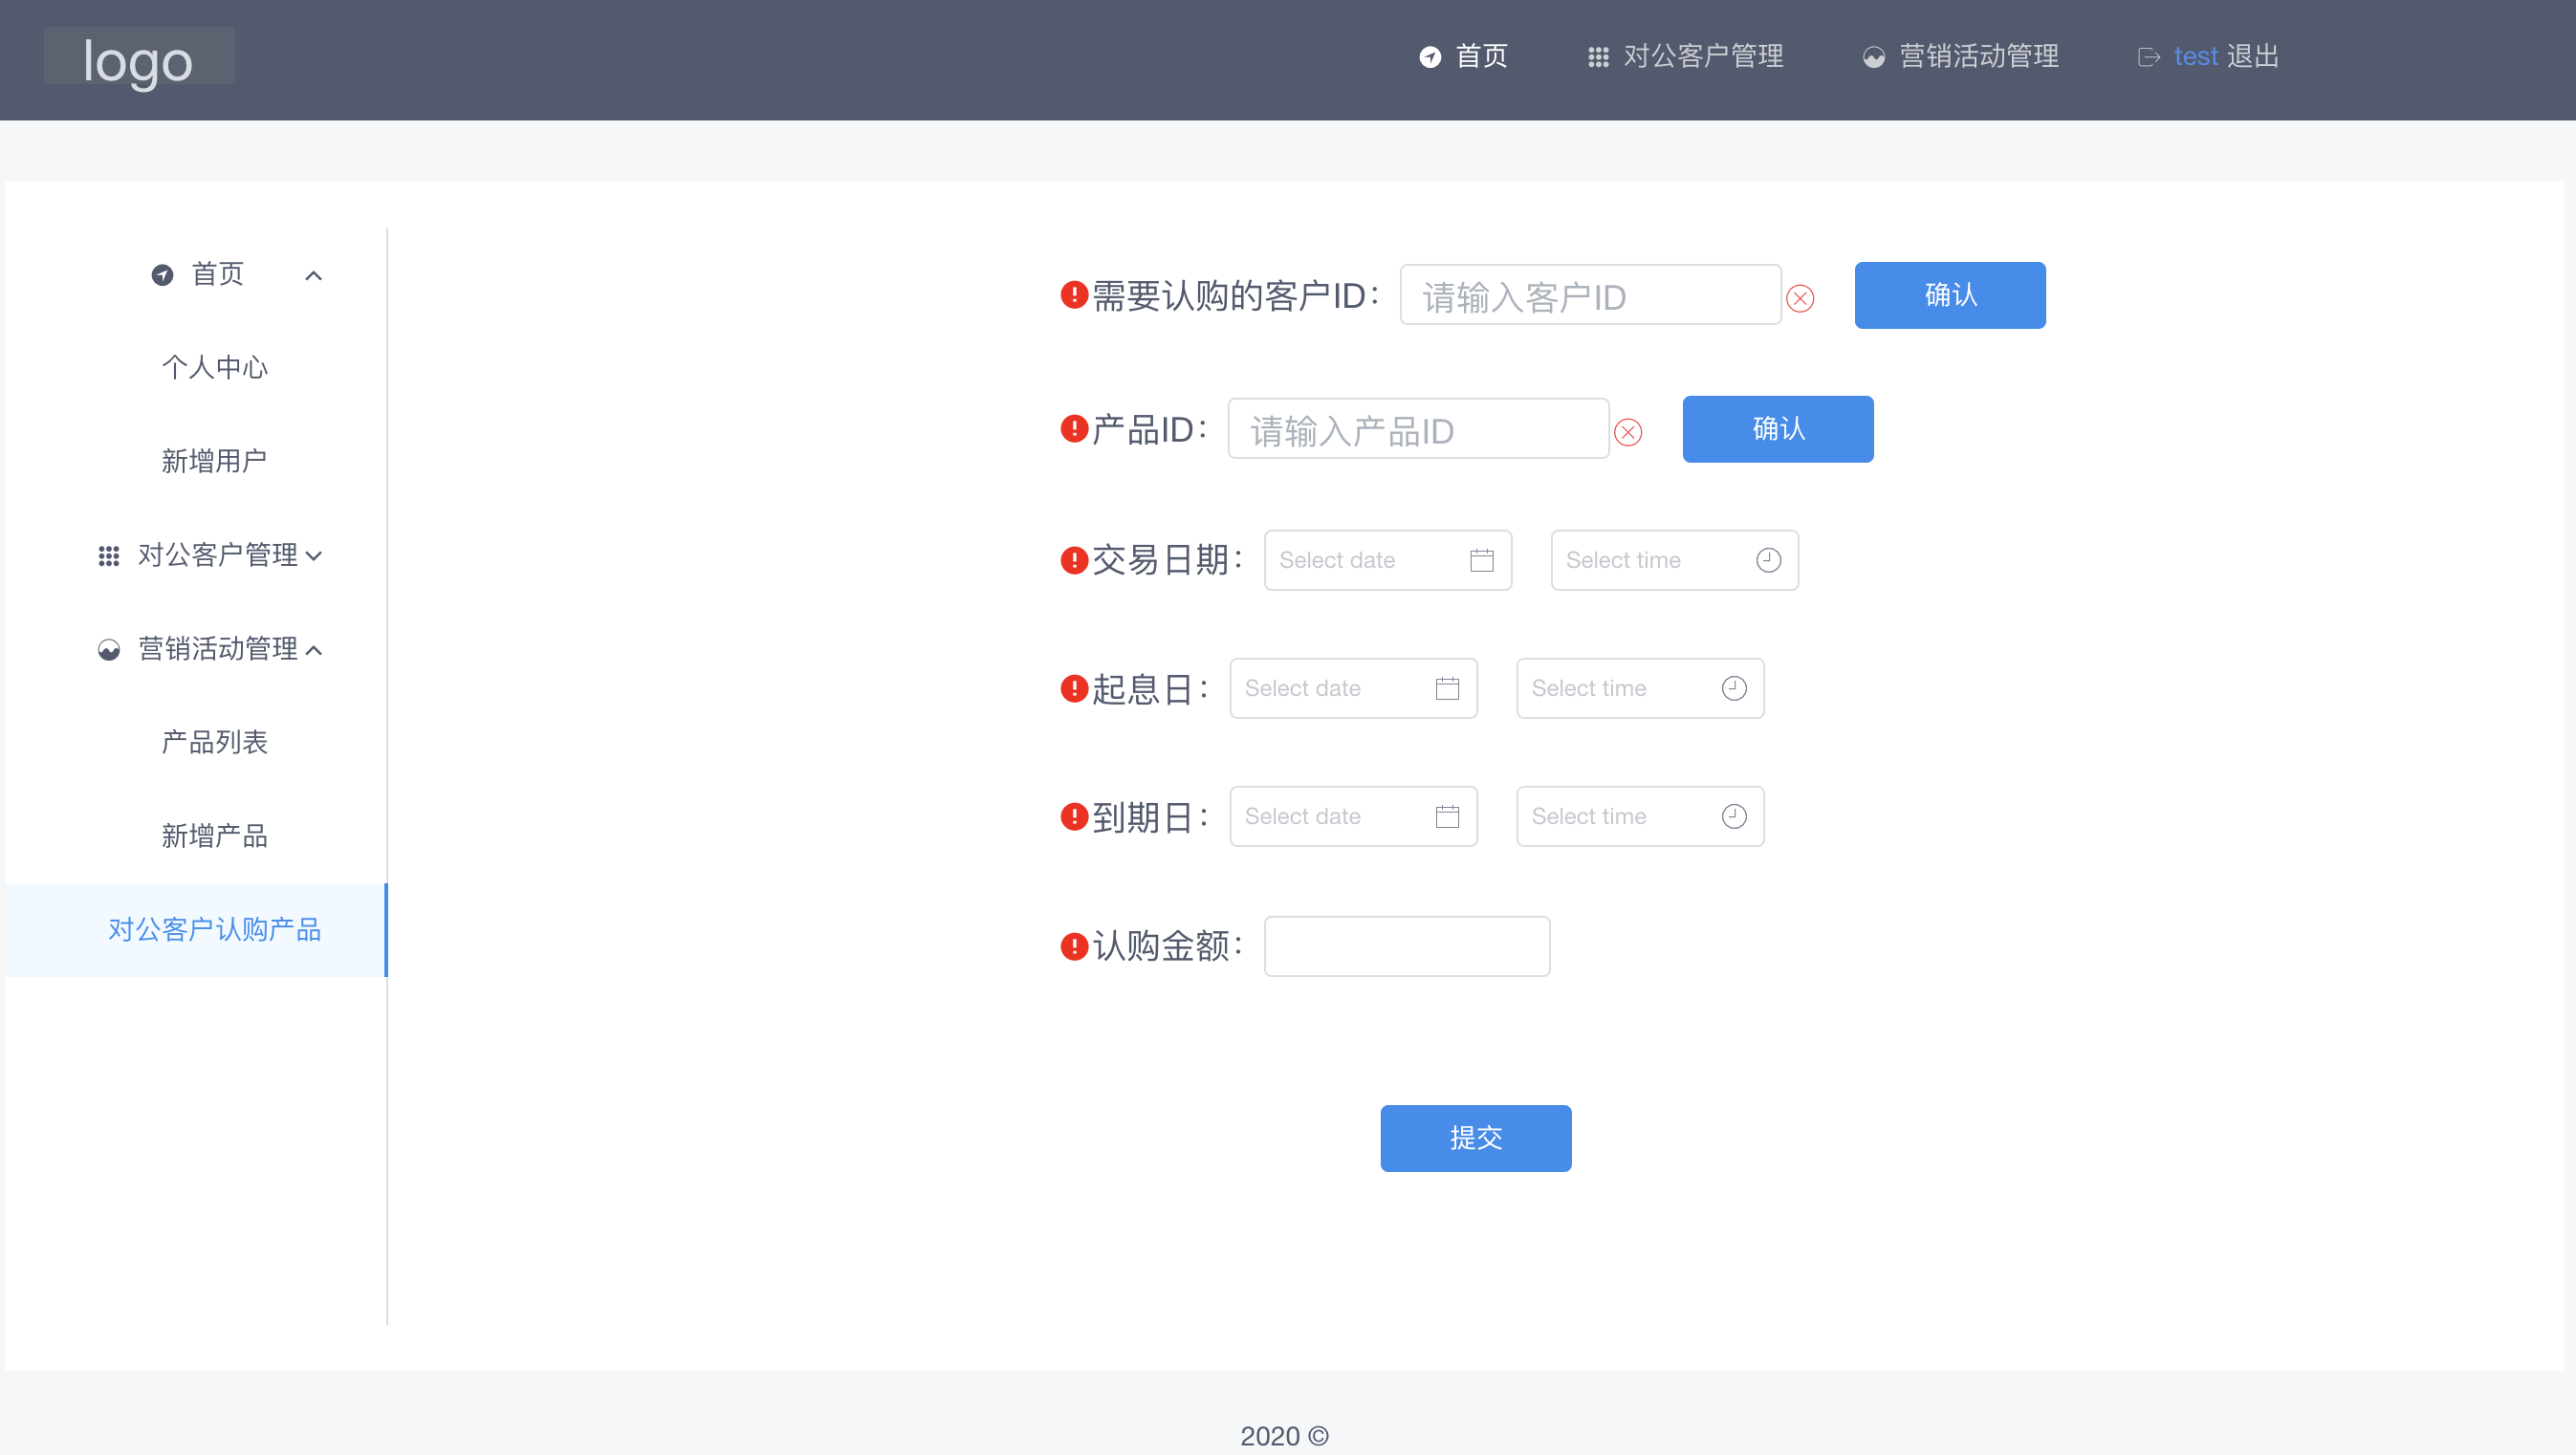 logo
首页 对公客户管理 营销活动管理 test 退出
首页
个人中心
新增用户
对公客户管理
营销活动管理
产品列表
新增产品
对公客户认购产品
需要认购的客户ID: 请输入客户ID 确认
产品ID: 请输入产品ID 确认
交易日期: Select date Select time
起息日: Select date Select time
到期日: Select date Select time
认购金额:
提交
2020 ©